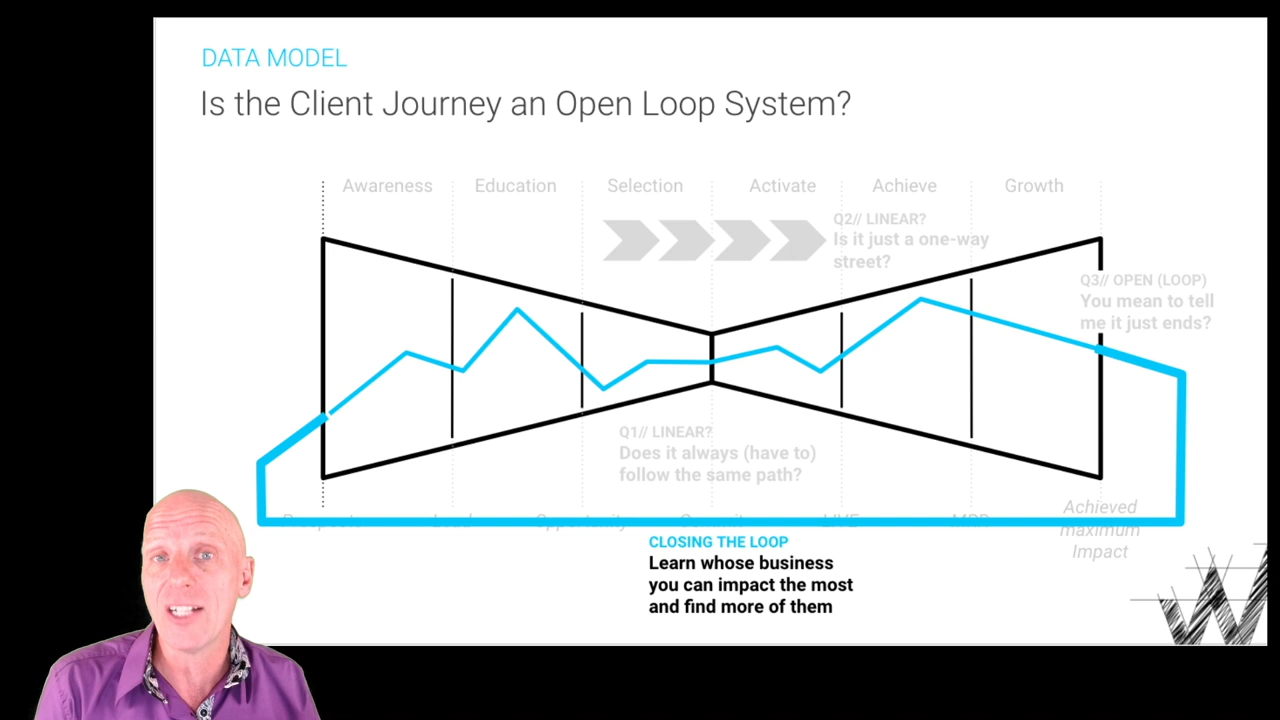 DATA MODEL
Is the Client Journey an Open Loop System?
Awareness Education Selection Activate Achieve Growth
Q2// LINEAR?
Is it just a one-way
street?
Q3// OPEN (LOOP)
You mean to tell
me it just ends?
Q1// LINEAR?
Does it always (have to)
follow the same path?
Achieved
maximum
Impact
CLOSING THE LOOP
Learn whose business
you can impact the most
and find more of them